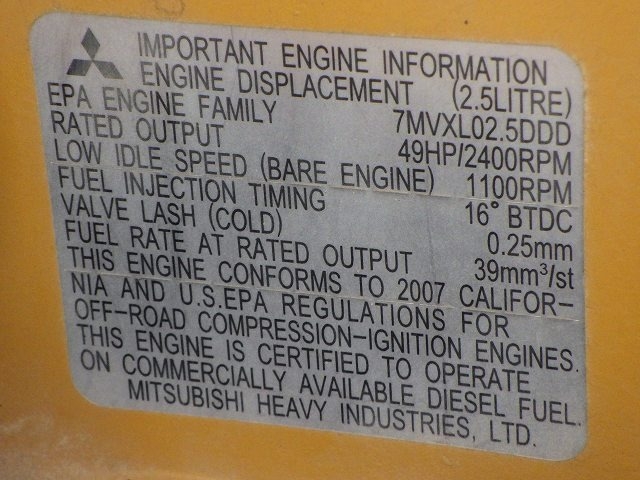 IMPORTANT ENGINE INFORMATION
ENGINE DISPLACEMENT (2.5LITRE)
EPA ENGINE FAMILY 7MVXL02.5DDD
RATED OUTPUT 49HP/2400RPM
LOW IDLE SPEED (BARE ENGINE) 1100RPM
FUEL INJECTION TIMING 16° BTDC
VALVE LASH (COLD) 0.25mm
FUEL RATE AT RATED OUTPUT 39mm³/st
THIS ENGINE CONFORMS TO 2007 CALIFOR-
NIA AND U.S.EPA REGULATIONS FOR
OFF-ROAD COMPRESSION-IGNITION ENGINES.
THIS ENGINE IS CERTIFIED TO OPERATE
ON COMMERCIALLY AVAILABLE DIESEL FUEL.
MITSUBISHI HEAVY INDUSTRIES, LTD.